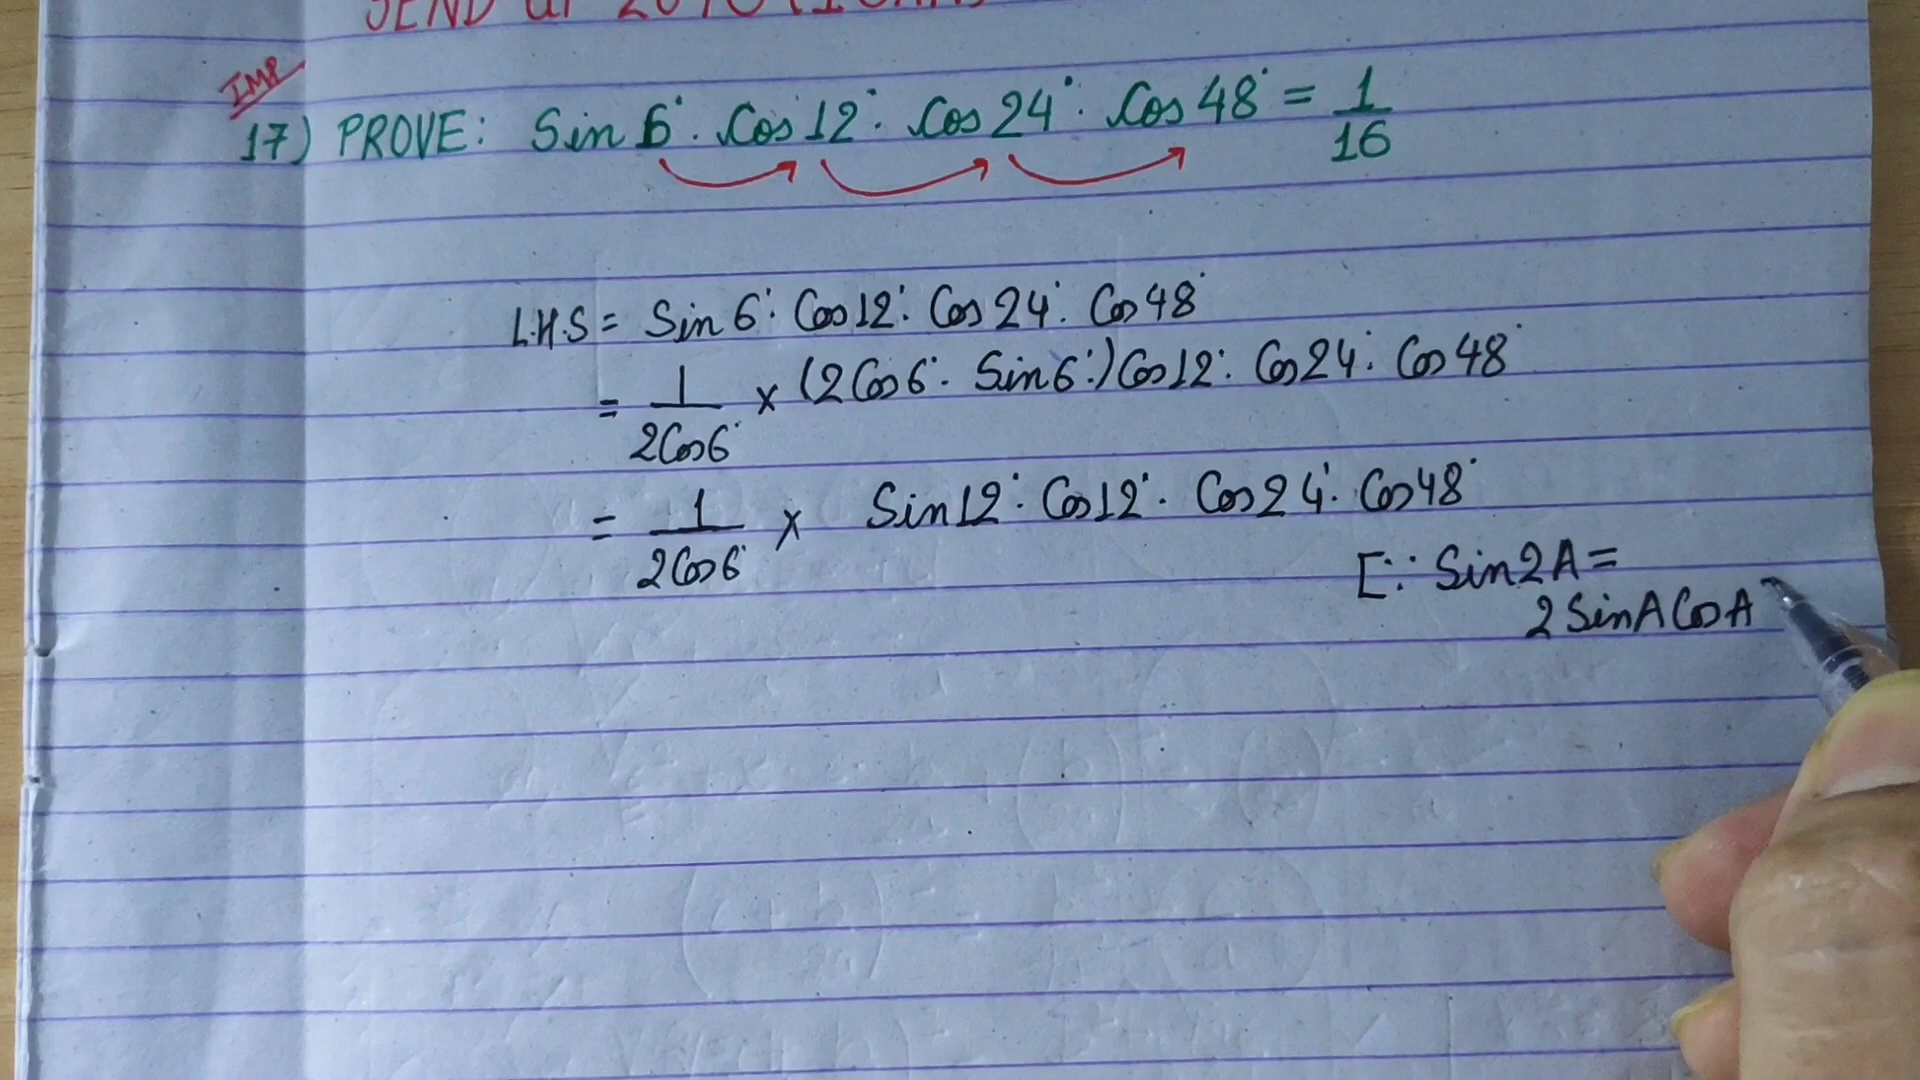 IMP
17) PROVE: Sin 6° . Cos 12° . Cos 24° . Cos 48° = 1/16
L.H.S = Sin 6° . Cos 12° . Cos 24° . Cos 48°
= 1/2Cos6° × (2Cos6° . Sin6°.) Cos12° . Cos24° . Cos48°
= 1/2Cos6° × Sin12° . Cos12° . Cos24° . Cos48°
[∵ Sin2A =
2SinACosA